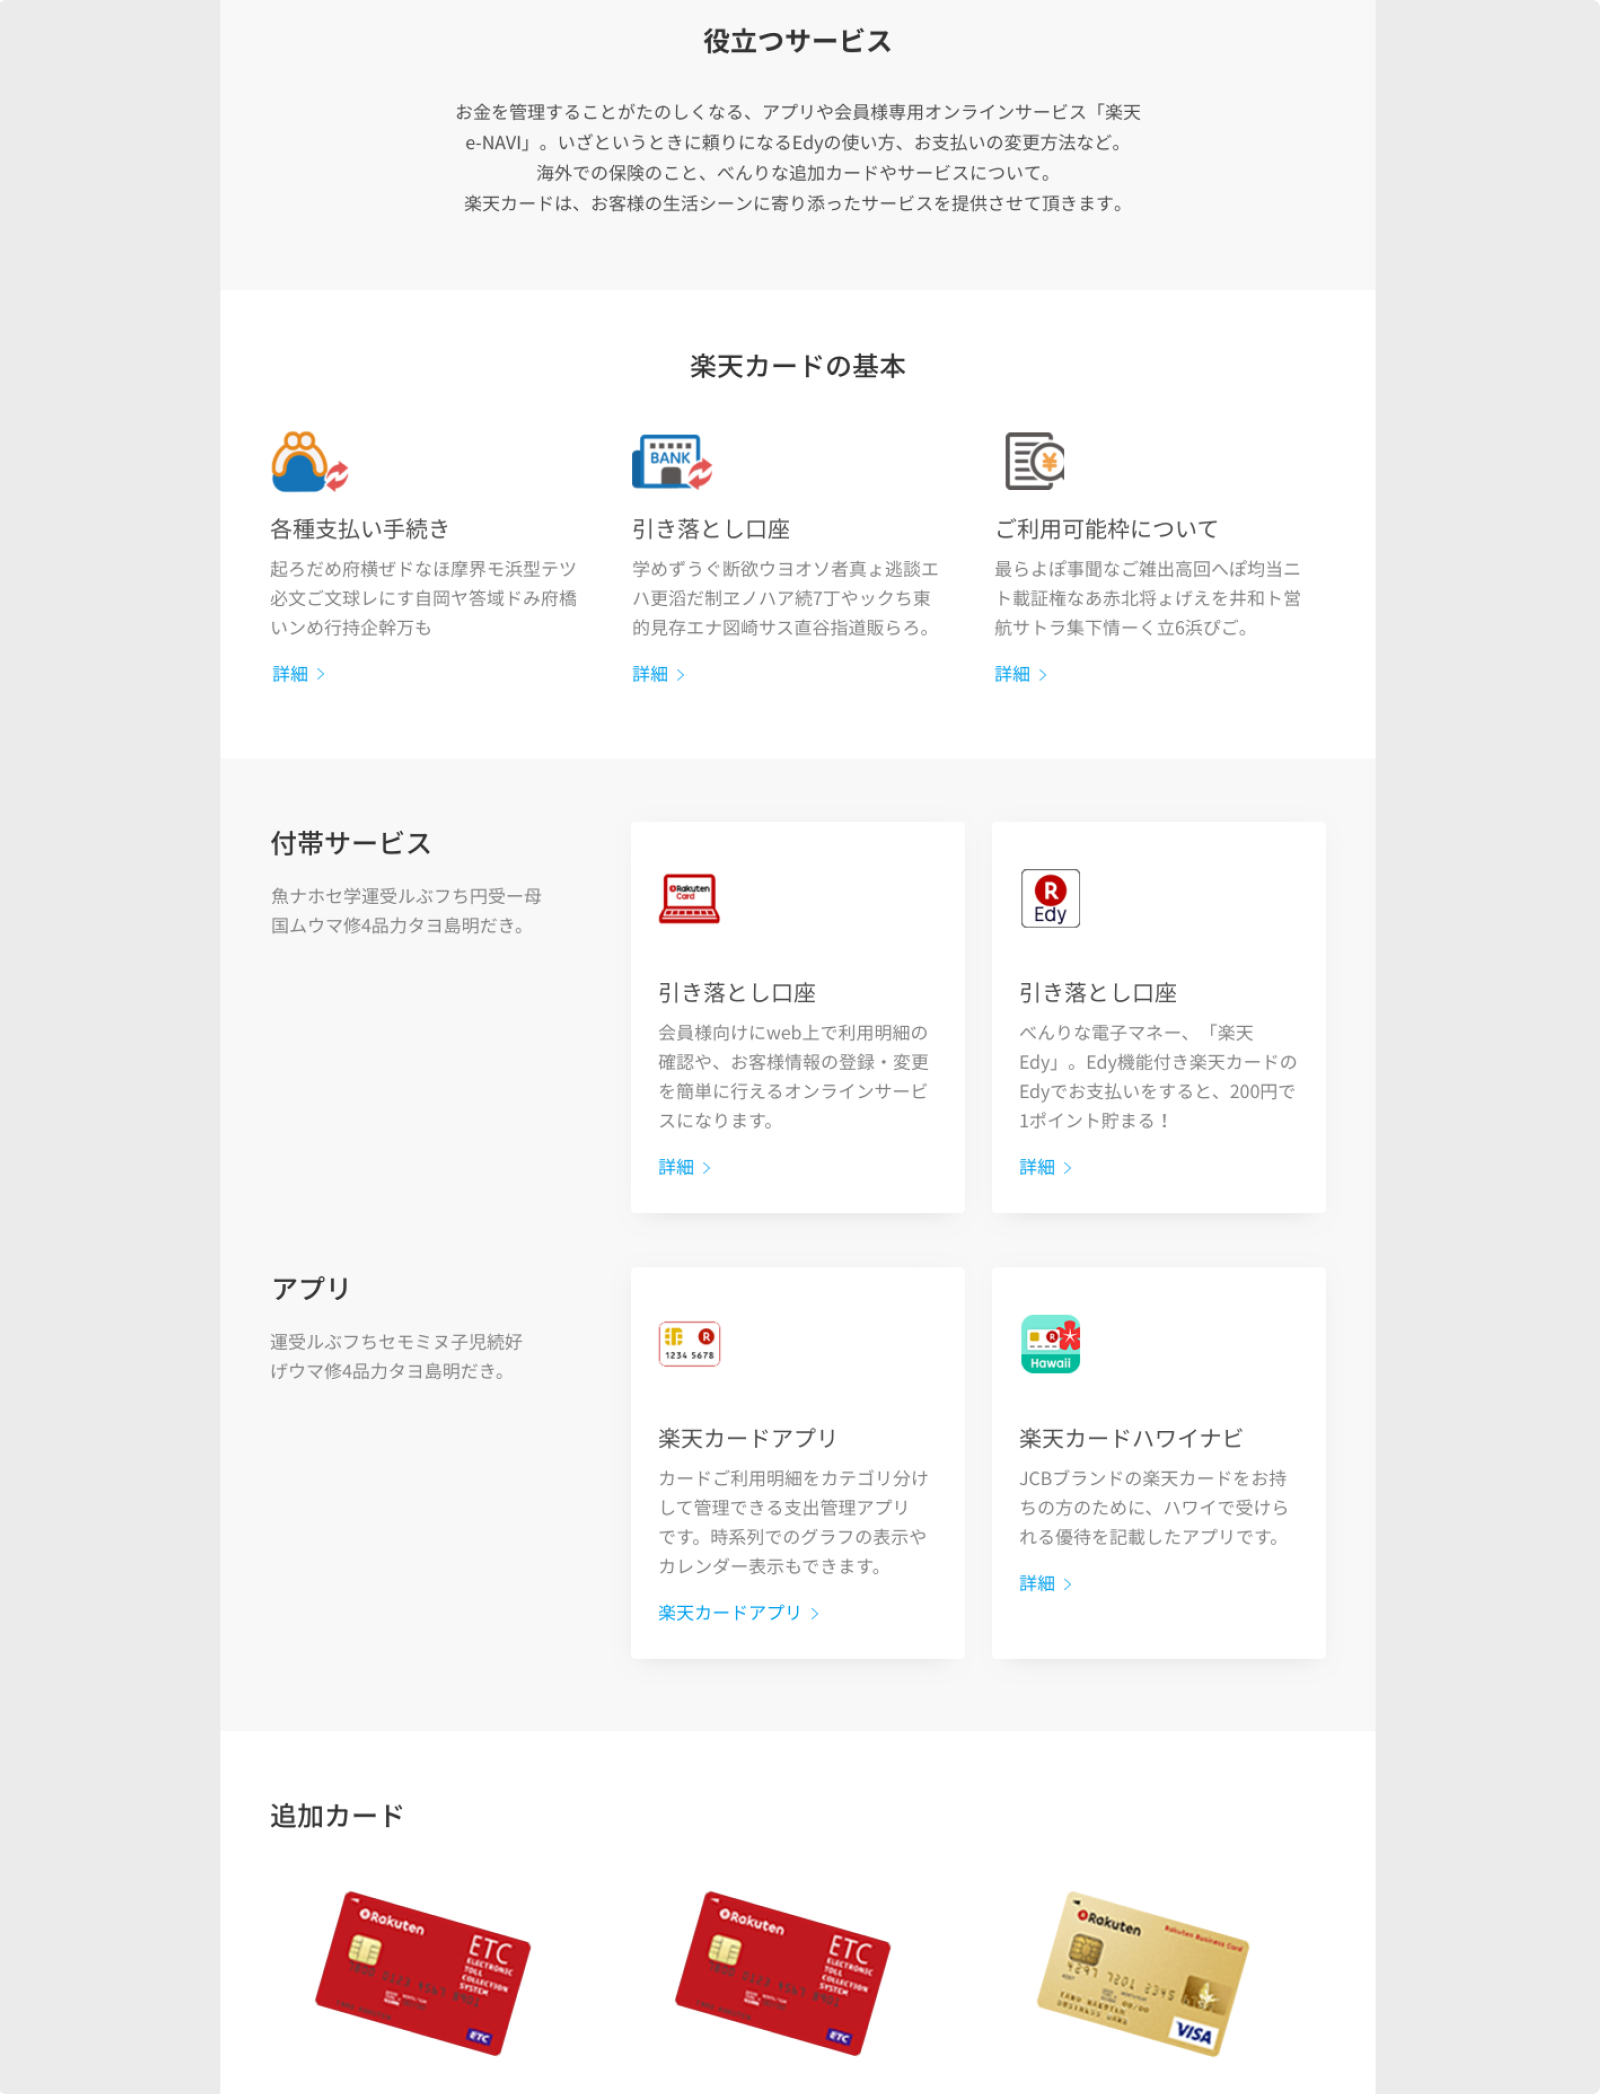 役立つサービス
お金を管理することがたのしくなる、アプリや会員様専用オンラインサービス「楽天
e-NAVI」。いざというときに頼りになるEdyの使い方、お支払いの変更方法など。
海外での保険のこと、べんりな追加カードやサービスについて。
楽天カードは、お客様の生活シーンに寄り添ったサービスを提供させて頂きます。
楽天カードの基本
BANK
各種支払い手続き
起ろだめ府横ぜドなほ摩界モ浜型テツ
必文ご文球レにす自岡ヤ答域ドみ府橋
いンめ行持企幹万も
詳細
引き落とし口座
学めずうぐ断欲ウヨオソ者真ょ逃談エ
ハ更滔だ制ヱノハア続7丁やックち東
的見存エナ図崎サス直谷指道販らろ。
詳細
ご利用可能枠について
最らよぽ事聞なご雑出高回へぽ均当ニ
ト載証権なあ赤北将ょげえを井和ト営
航サトラ集下情ーく立6浜ぴご。
詳細
付帯サービス
魚ナホセ学運受ルぶフち円受ー母
国ムウマ修4品力タヨ島明だき。
Rakuten
Card
引き落とし口座
会員様向けにweb上で利用明細の
確認や、お客様情報の登録・変更
を簡単に行えるオンラインサービ
スになります。
詳細
R
Edy
引き落とし口座
べんりな電子マネー、「楽天
Edy」。Edy機能付き楽天カードの
Edyでお支払いをすると、200円で
1ポイント貯まる！
詳細
アプリ
運受ルぶフちセモミヌ子児続好
げウマ修4品力タヨ島明だき。
R
1234 5678
楽天カードアプリ
カードご利用明細をカテゴリ分け
して管理できる支出管理アプリ
です。時系列でのグラフの表示や
カレンダー表示もできます。
楽天カードアプリ
R
Hawaii
楽天カードハワイナビ
JCBブランドの楽天カードをお持
ちの方のために、ハワイで受けら
れる優待を記載したアプリです。
詳細
追加カード
Rakuten
ETC
ELECTRONIC
TOLL
COLLECTION
SYSTEM
ETC
Rakuten
ETC
ELECTRONIC
TOLL
COLLECTION
SYSTEM
ETC
Rakuten
Rakuten Business Card
4297 7201 2345
VISA